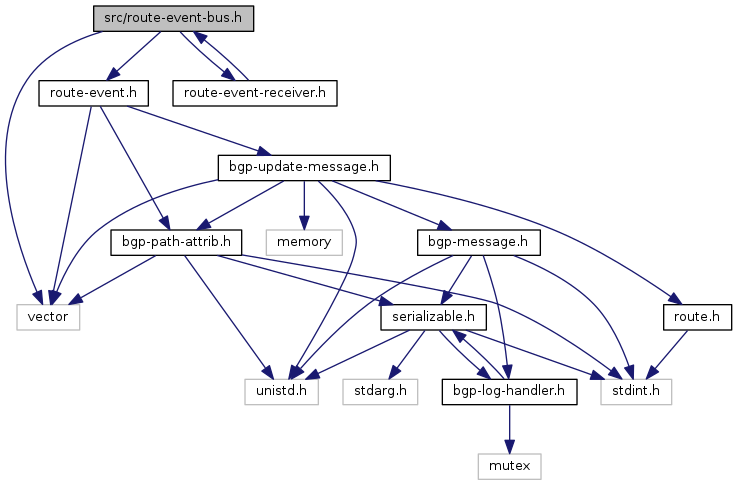 src/route-event-bus.h
route-event.h
route-event-receiver.h
bgp-update-message.h
bgp-path-attrib.h
memory
bgp-message.h
vector
serializable.h
route.h
unistd.h
stdarg.h
bgp-log-handler.h
stdint.h
mutex